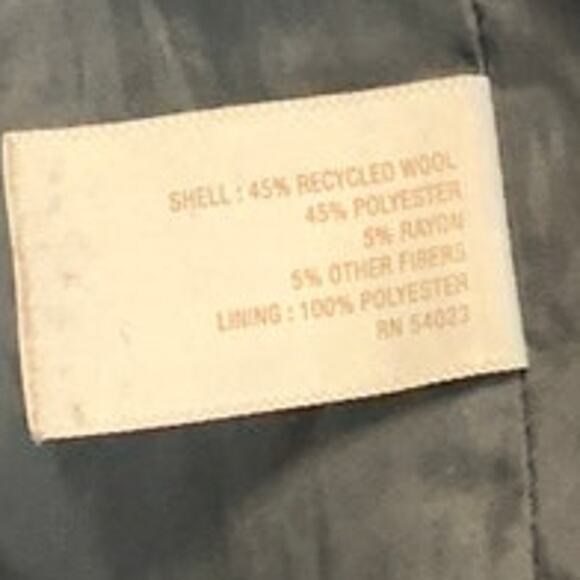 SHELL : 45% RECYCLED WOOL
45% POLYESTER
5% RAYON
5% OTHER FIBERS
LINING : 100% POLYESTER
RN 54023